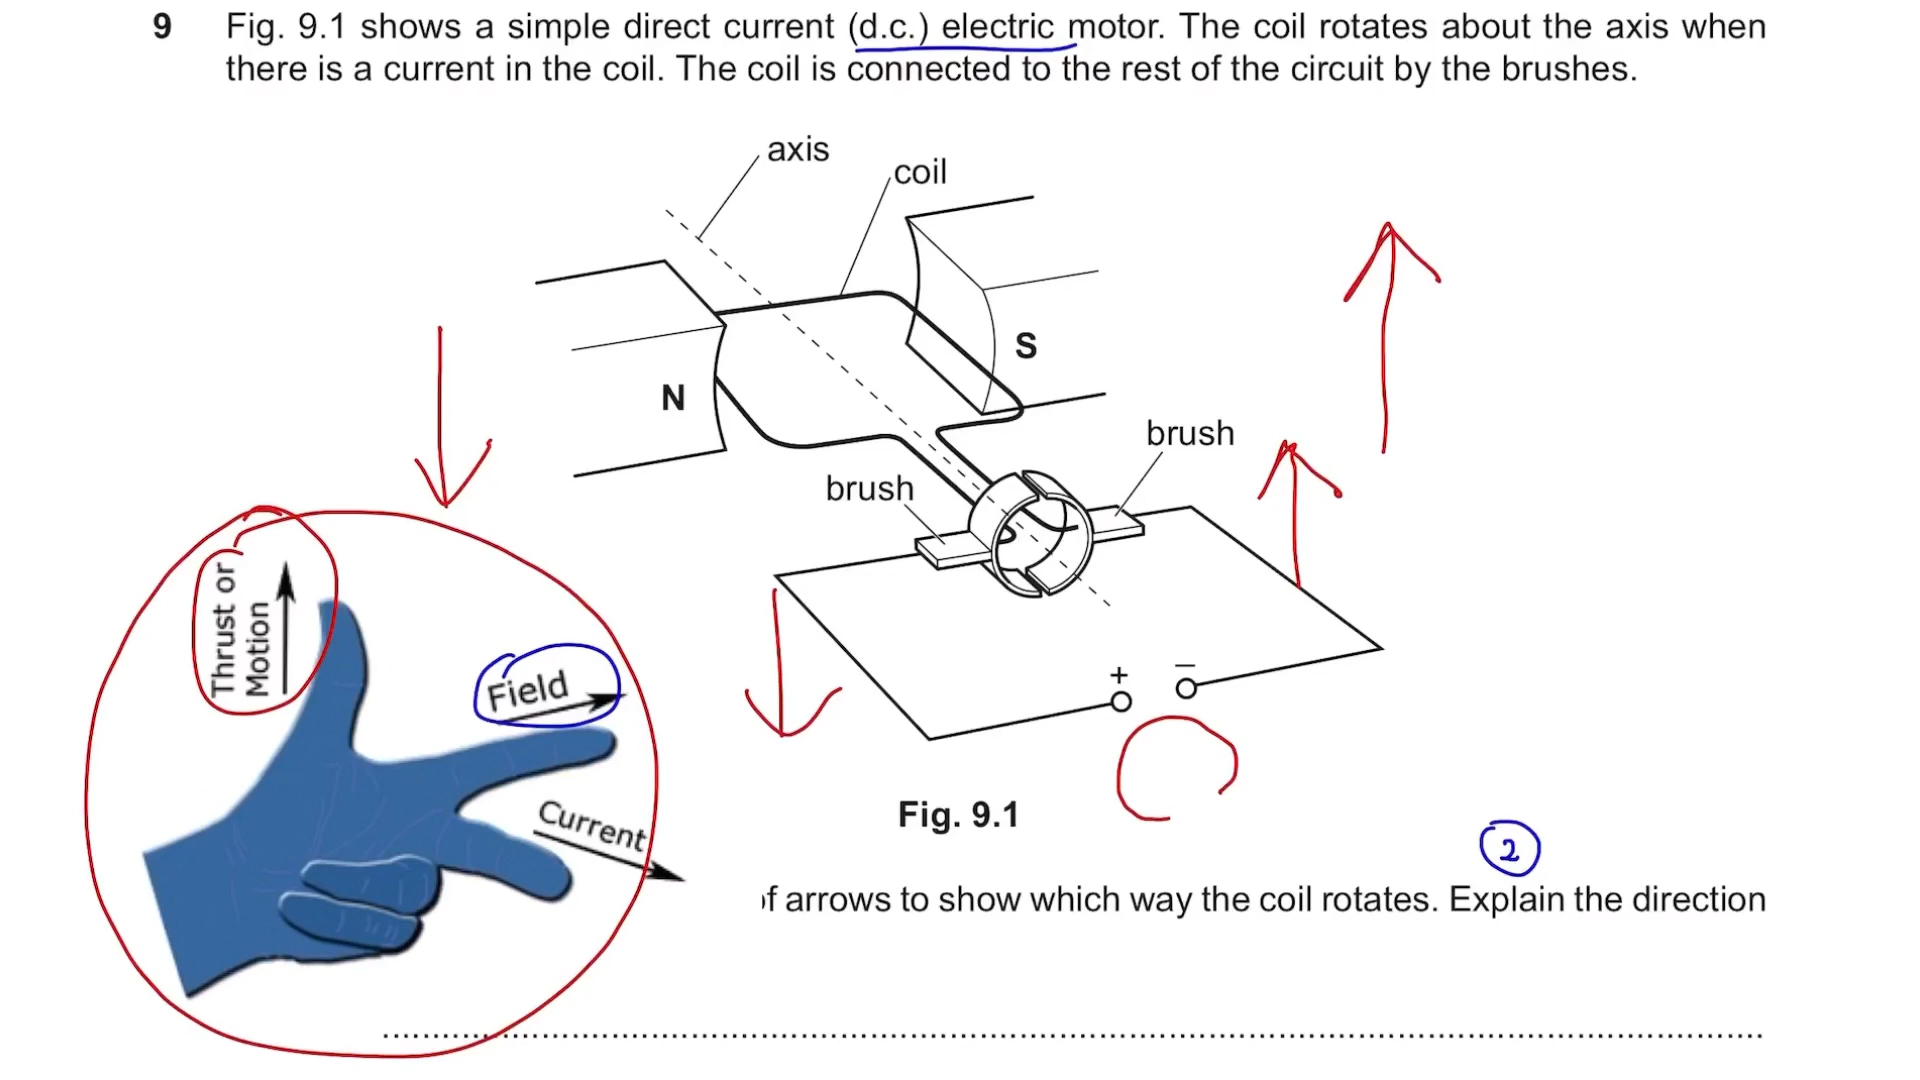 9 Fig. 9.1 shows a simple direct current (d.c.) electric motor. The coil rotates about the axis when
there is a current in the coil. The coil is connected to the rest of the circuit by the brushes.
axis
coil
S
N
brush
brush
Thrust or
Motion
Field
Current
+
–
Fig. 9.1
2
arrows to show which way the coil rotates. Explain the direction